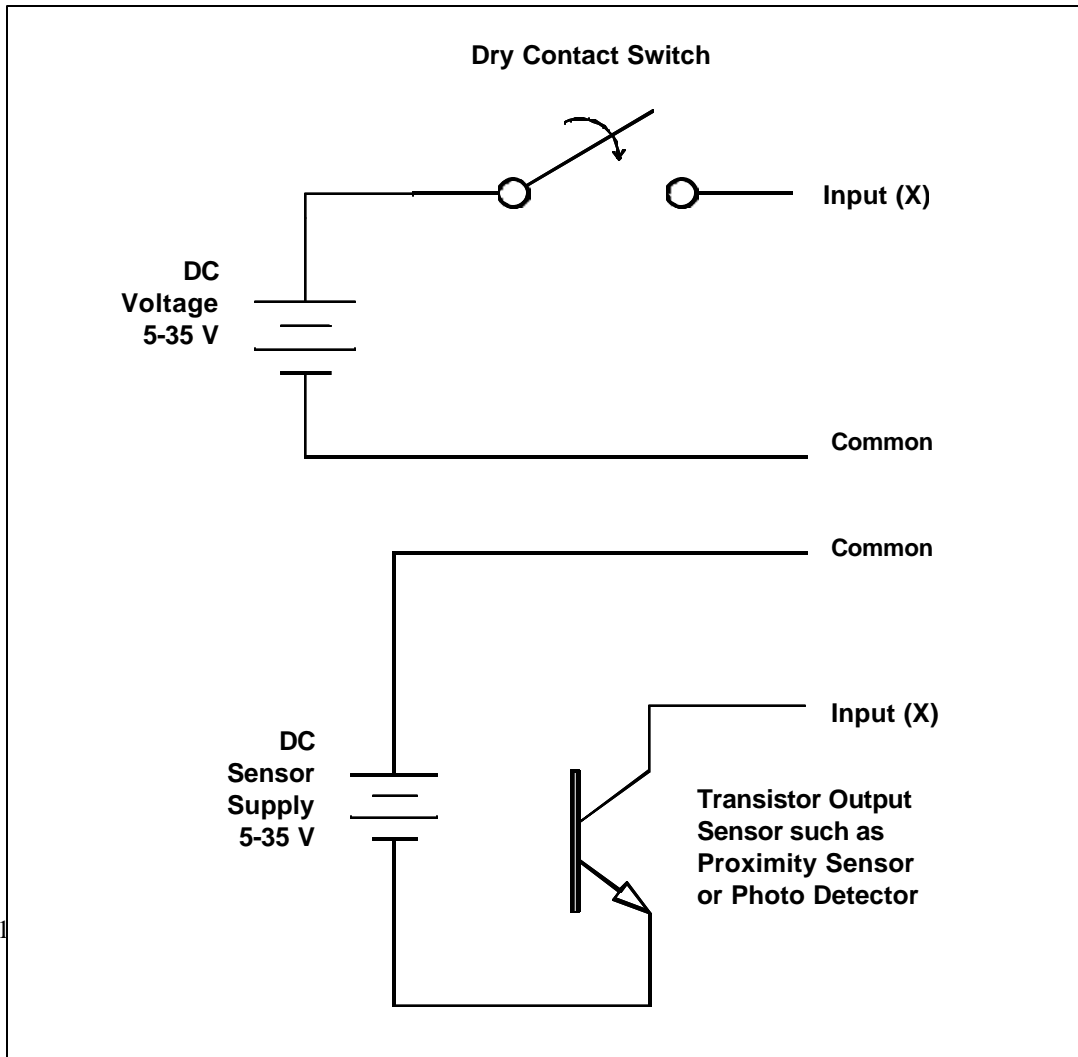 Dry Contact Switch
Input (X)
DC
Voltage
5-35 V
Common
Common
Input (X)
DC
Sensor
Supply
5-35 V
Transistor Output
Sensor such as
Proximity Sensor
or Photo Detector
1